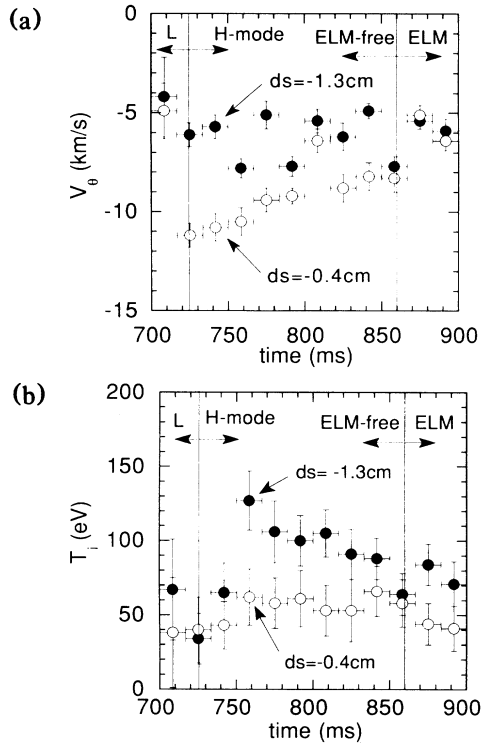 (a)
-0
L
H-mode
ELM-free
ELM
ds=-1.3cm
-5
V_θ (km/s)
-10
ds=-0.4cm
-15
700 750 800 850 900
time (ms)
(b)
200
L
H-mode
ELM-free
ELM
150
ds= -1.3cm
T_i (eV)
100
50
ds=-0.4cm
0
700 750 800 850 900
time (ms)